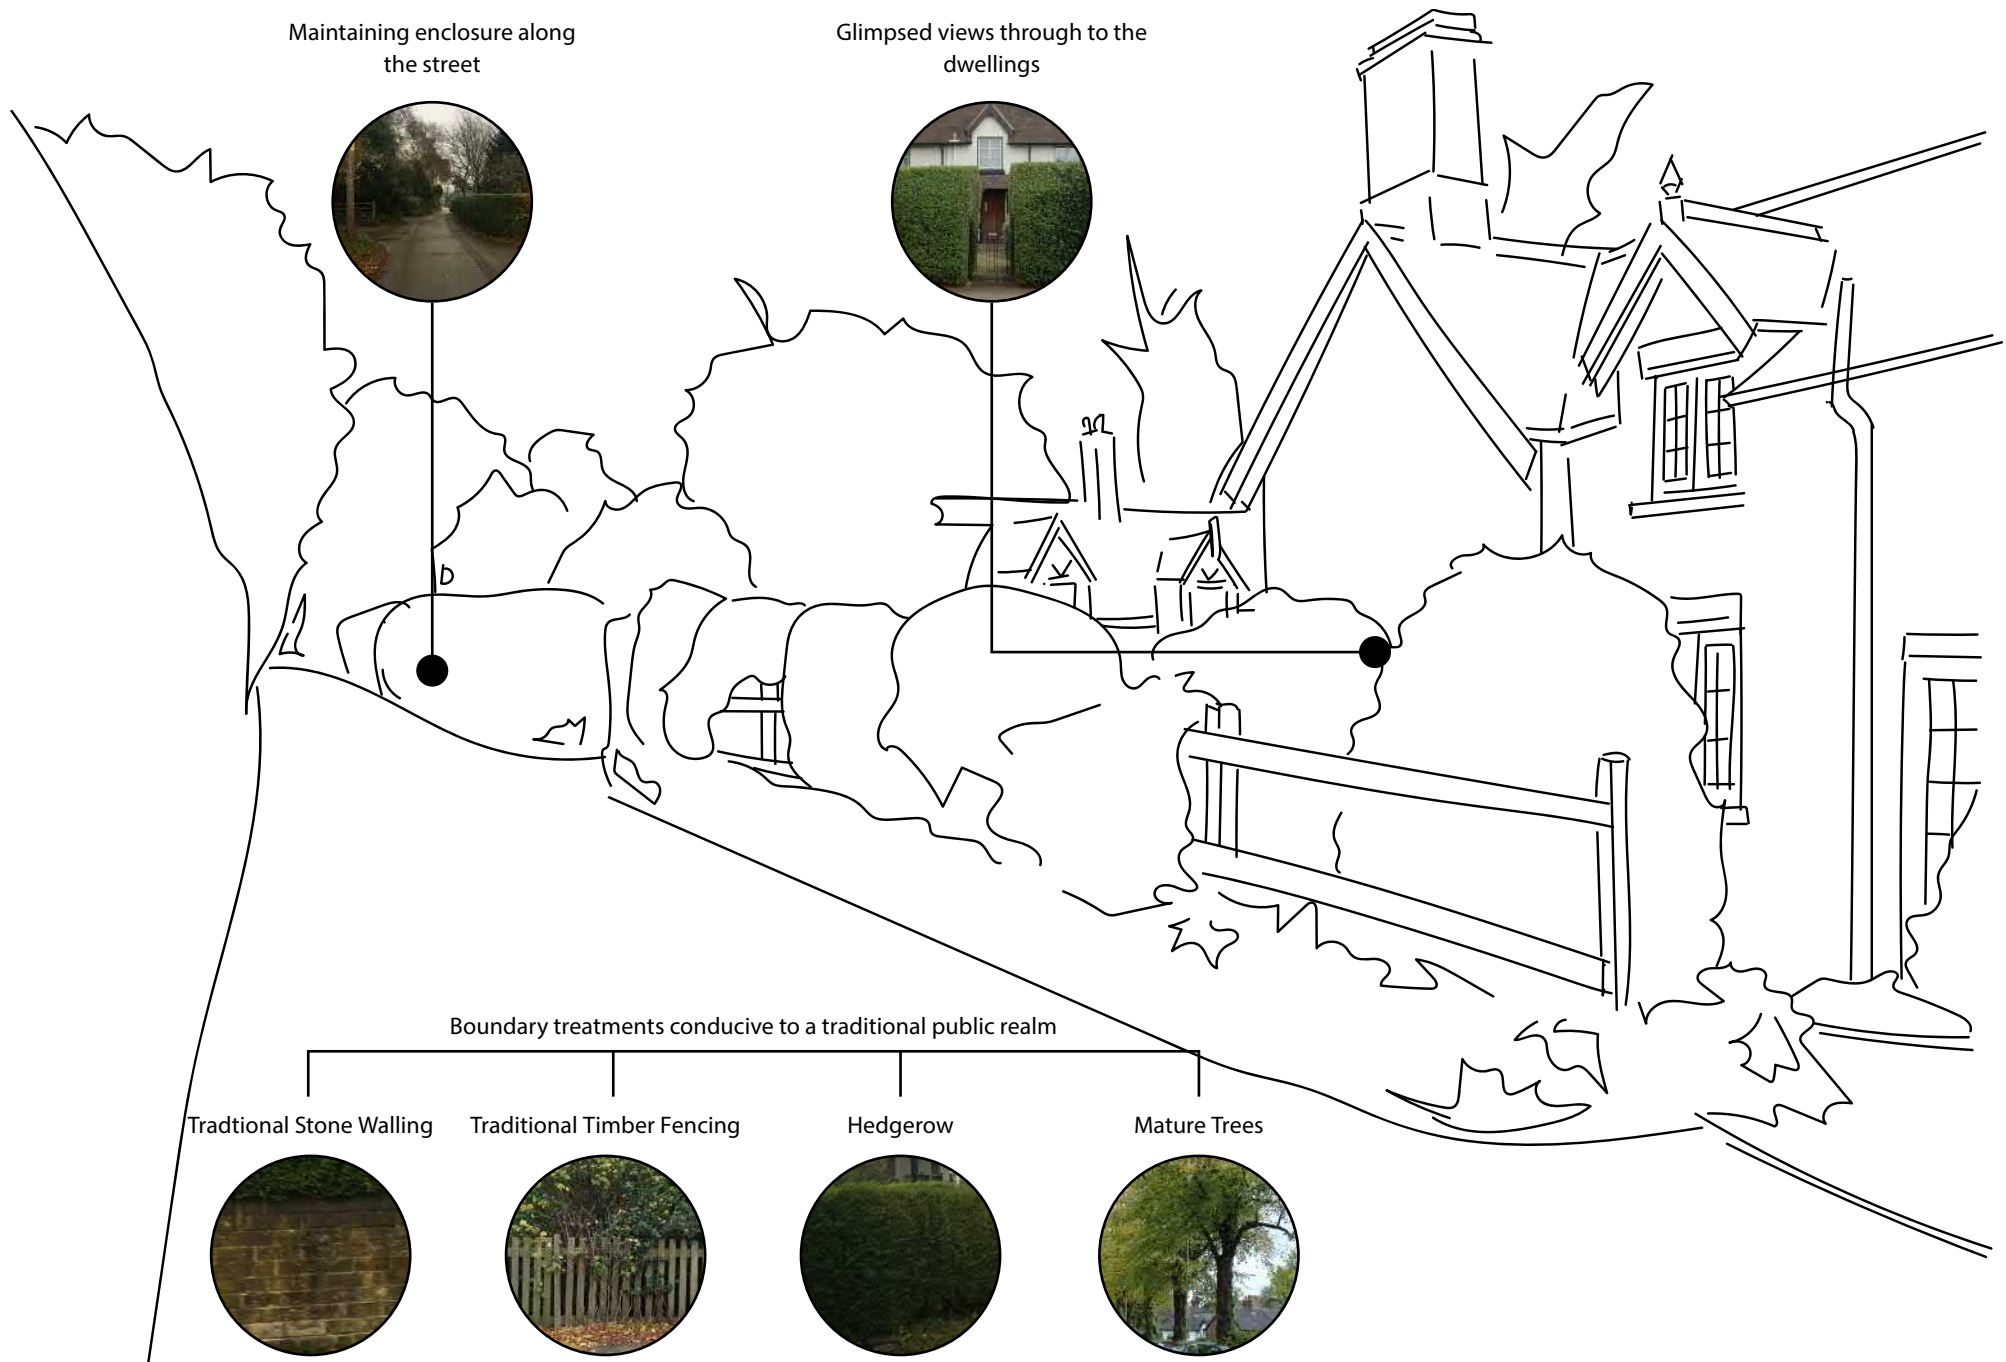 Maintaining enclosure along
the street
Glimpsed views through to the
dwellings
Boundary treatments conducive to a traditional public realm
Tradtional Stone Walling
Traditional Timber Fencing
Hedgerow
Mature Trees